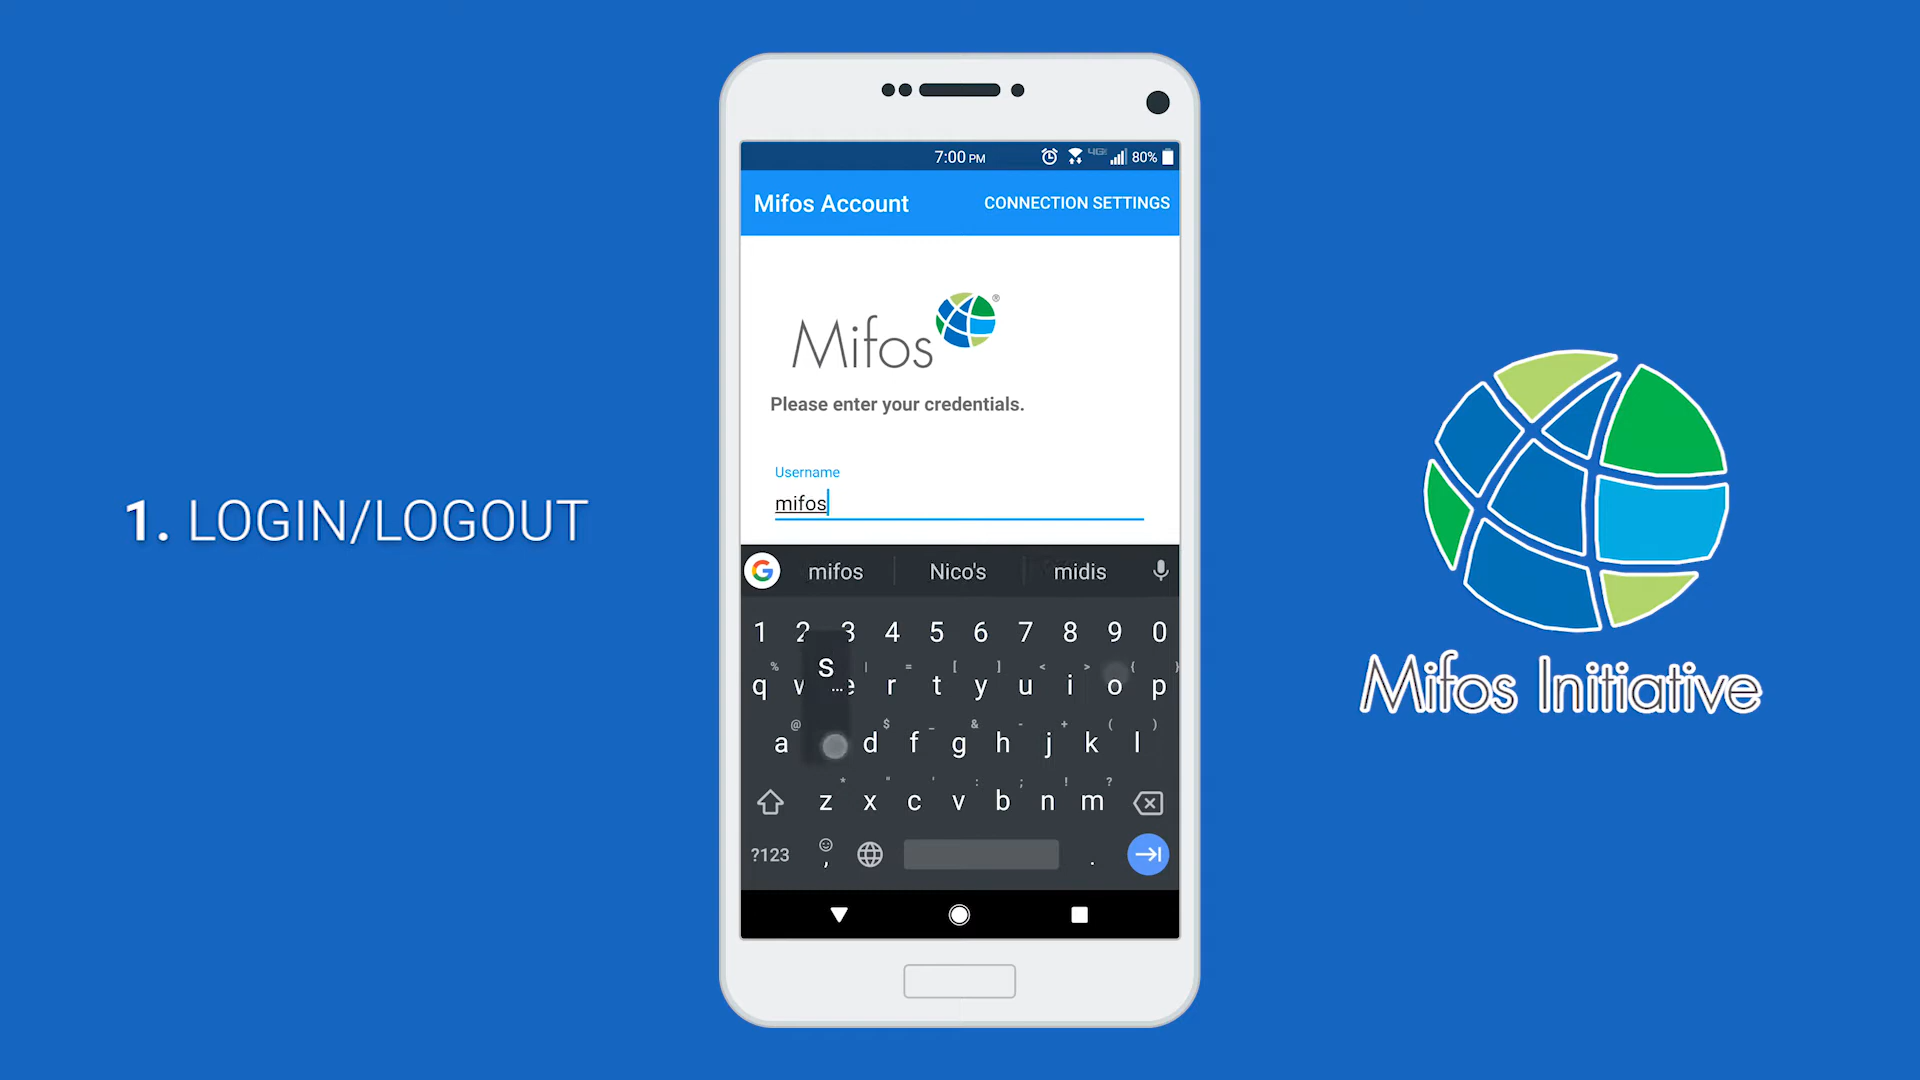 1. LOGIN/LOGOUT
7:00 PM 4G 80%
Mifos Account CONNECTION SETTINGS
Mifos®
Please enter your credentials.
Username
mifos
G mifos Nico's midis
1 2 3 4 5 6 7 8 9 0
% | = [ ] < > { }
s
q w e r t y u i o p
@ $ _ & - + ( )
a d f g h j k l
* " ' : ; ! ?
z x c v b n m
?123 , .
Mifos Initiative